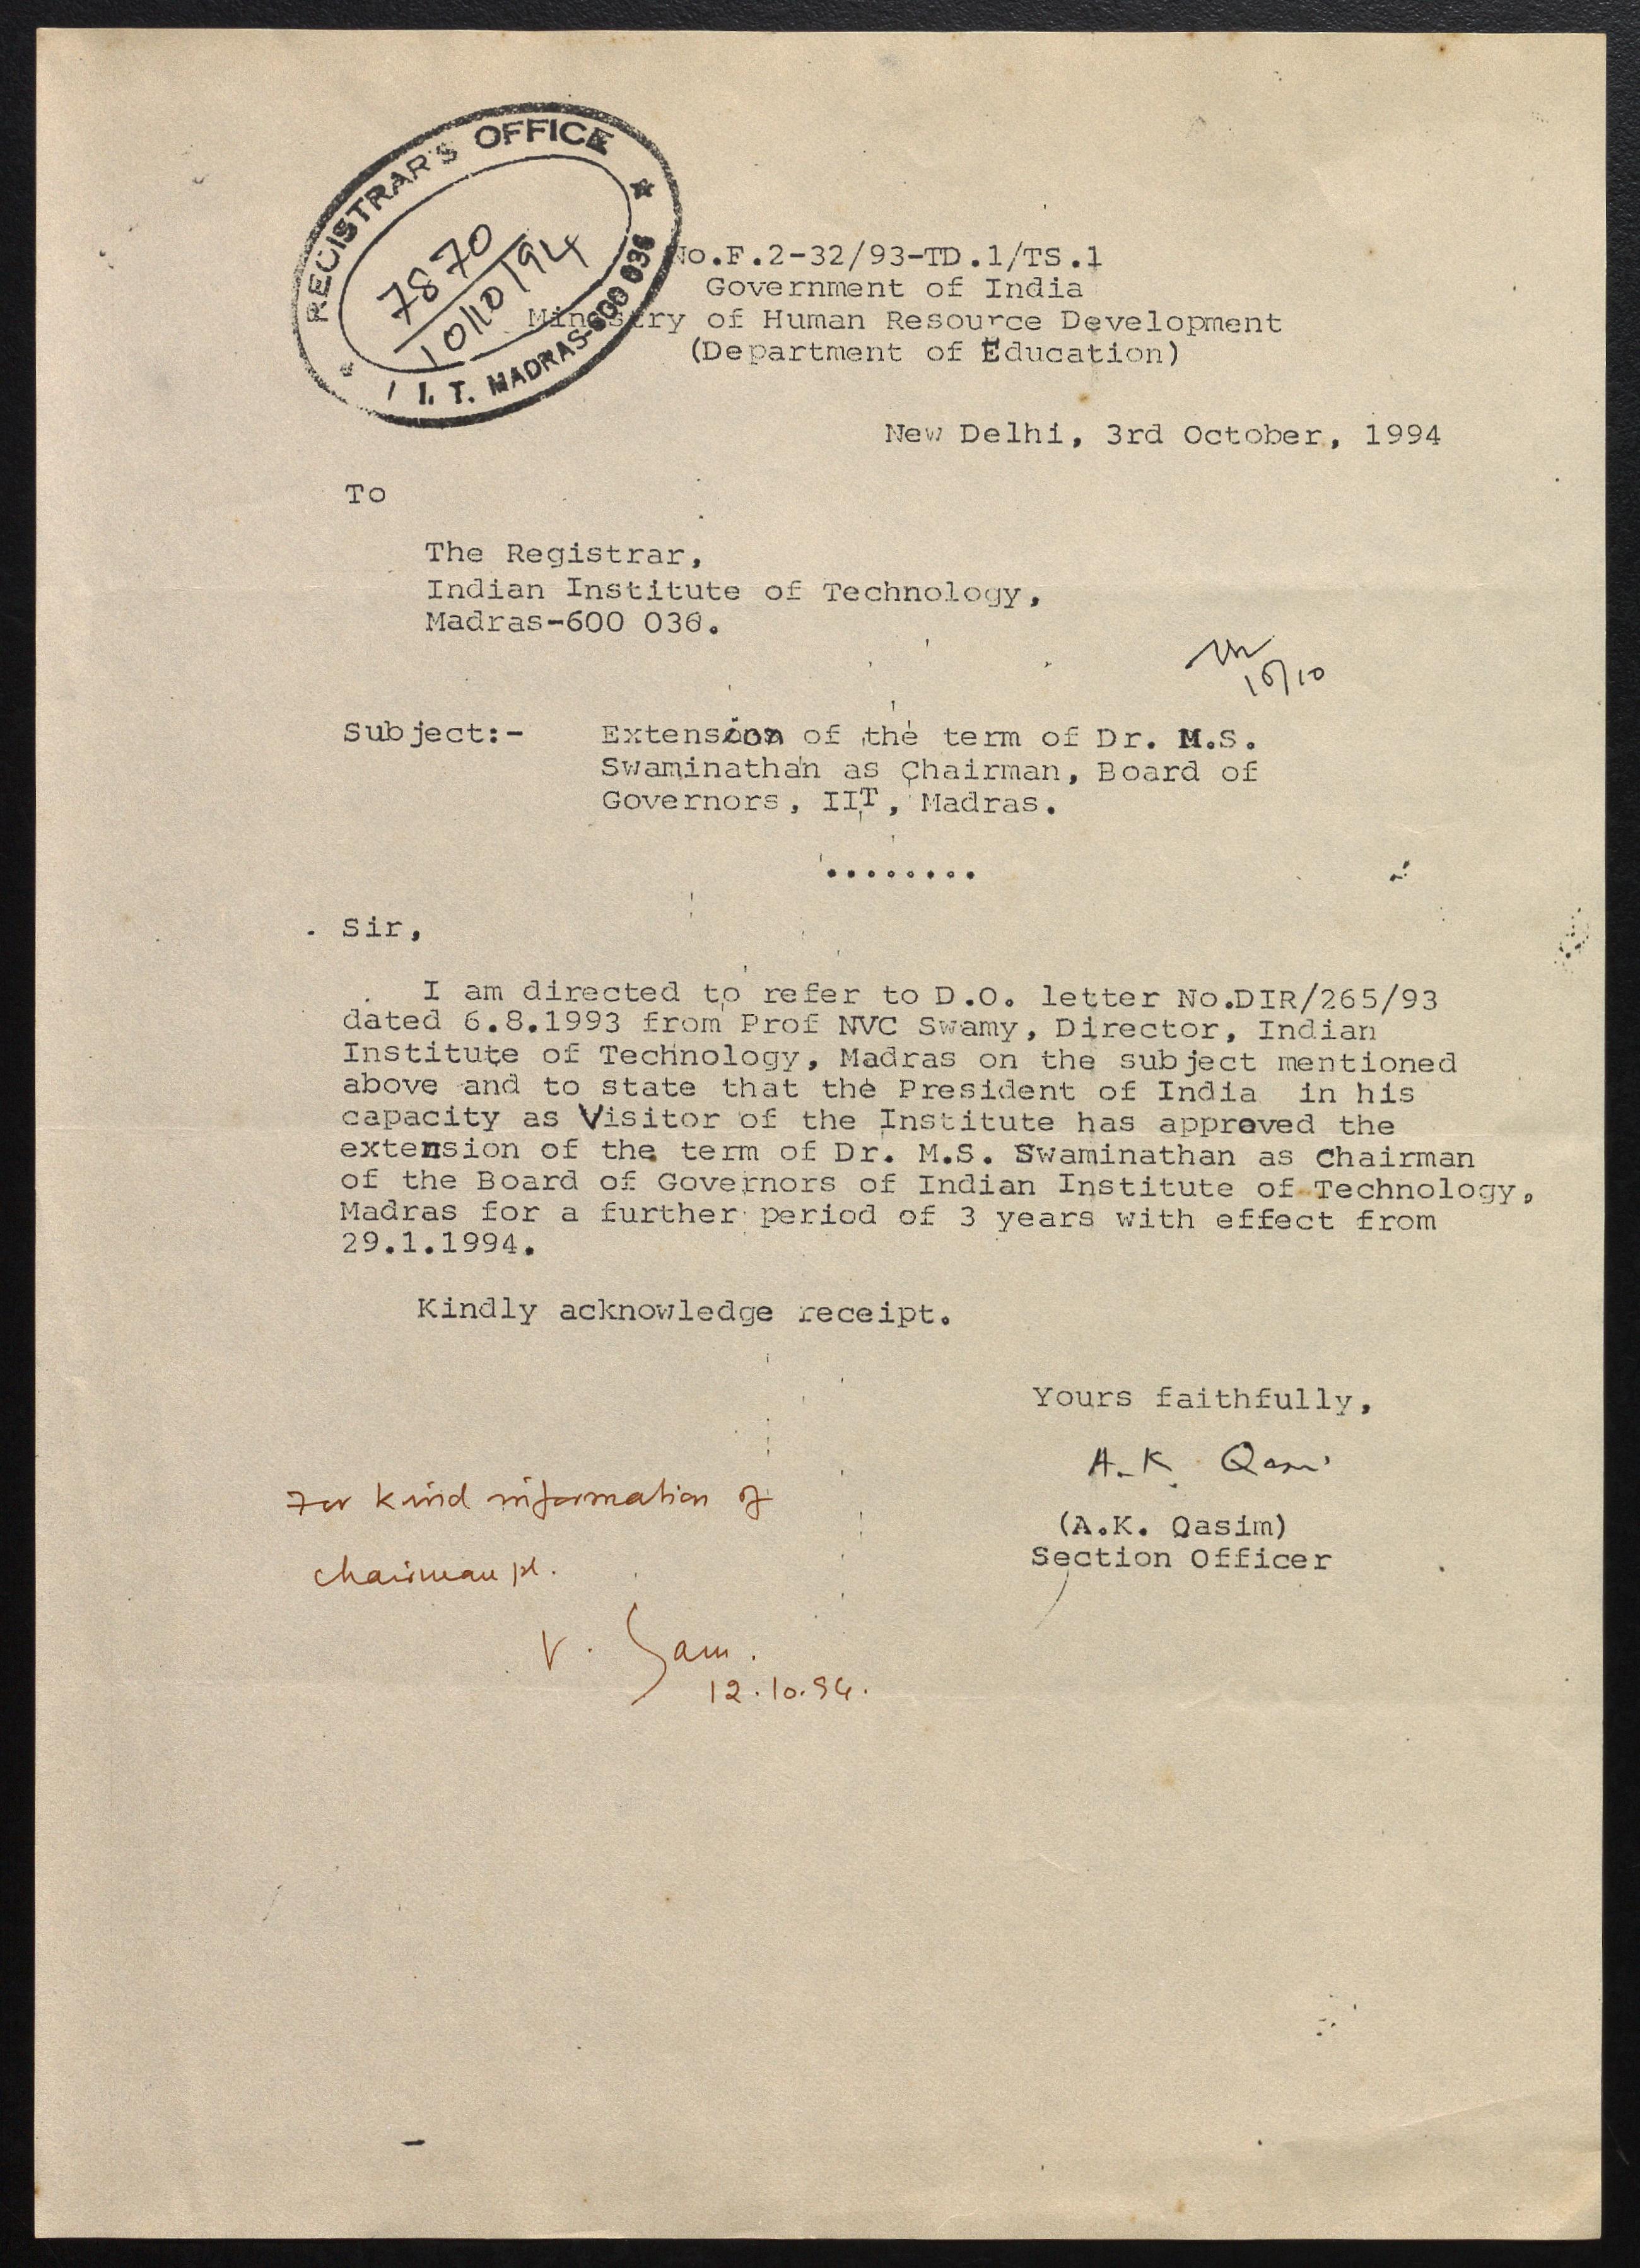 REGISTRAR'S OFFICE
7870
10/10/94
I. I. T. MADRAS-600 036
No.F.2-32/93-TD.1/TS.1
Government of India
Ministry of Human Resource Development
(Department of Education)
New Delhi, 3rd October, 1994
To
The Registrar,
Indian Institute of Technology,
Madras-600 036.
10/10
Subject:- Extension of the term of Dr. M.S.
Swaminathan as Chairman, Board of
Governors, IIT, Madras.
.........
Sir,
I am directed to refer to D.O. letter No.DIR/265/93
dated 6.8.1993 from Prof NVC Swamy, Director, Indian
Institute of Technology, Madras on the subject mentioned
above and to state that the President of India in his
capacity as Visitor of the Institute has approved the
extension of the term of Dr. M.S. Swaminathan as Chairman
of the Board of Governors of Indian Institute of Technology,
Madras for a further period of 3 years with effect from
29.1.1994.
Kindly acknowledge receipt.
Yours faithfully,
A.K. Qasi
(A.K. Qasim)
Section Officer
For kind information of
chairman pl.
V.
12.10.94.